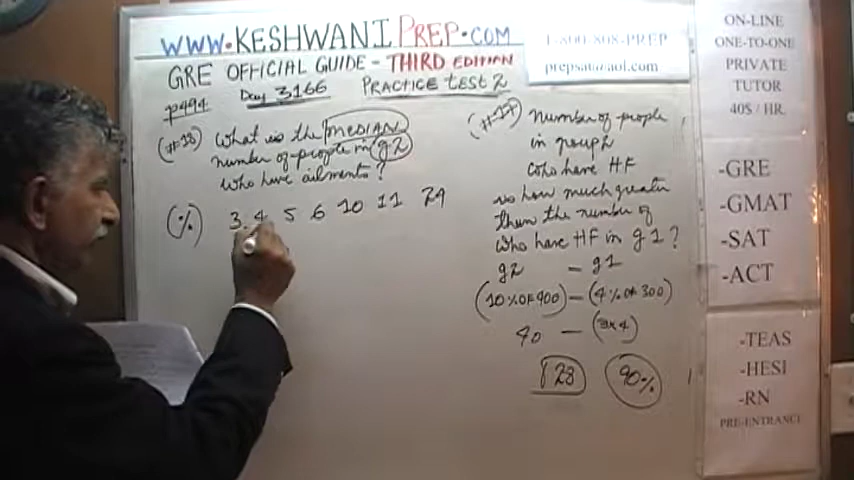 www.KESHWANI PREP.COM
1-800-808-PREP
prepsat@aol.com
GRE OFFICIAL GUIDE - THIRD EDITION
p494
Day 3166
PRACTICE TEST 2
(#18) What is the MEDIAN
number of people in g2
who have ailments?
(%) 3 4 5 6 10 11 24
Number of people
in group 2
who have HF
is how much greater
than the number of
who have HF in g1?
g2 - g1
(10% OF 400) - (4% OF 300)
40 - (3x4)
28
90%
ON-LINE
ONE-TO-ONE
PRIVATE
TUTOR
40$ / HR.
-GRE
-GMAT
-SAT
-ACT
-TEAS
-HESI
-RN
PRE-ENTRANCE